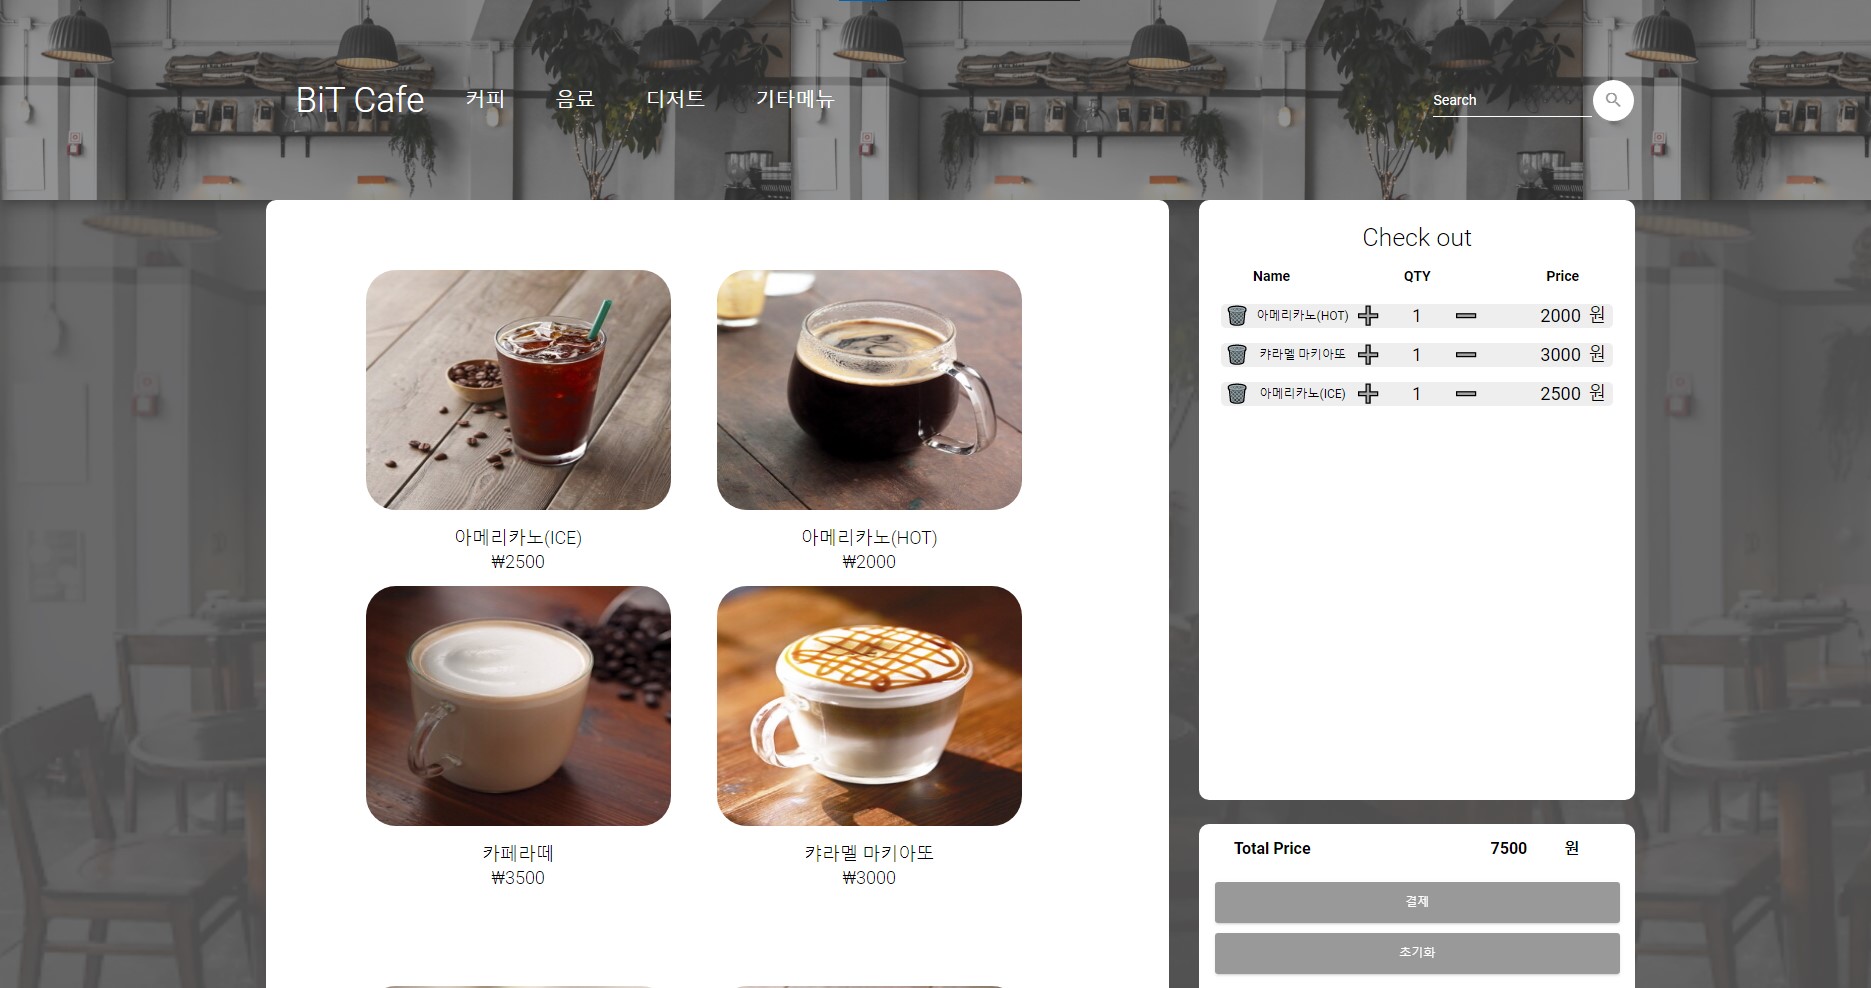 BiT Cafe 커피 음료 디저트 기타메뉴 Search
아메리카노(ICE)
₩2500
아메리카노(HOT)
₩2000
카페라떼
₩3500
캬라멜 마키아또
₩3000
Check out
Name QTY Price
아메리카노(HOT) 1 2000 원
캬라멜 마키아또 1 3000 원
아메리카노(ICE) 1 2500 원
Total Price 7500 원
결제
초기화